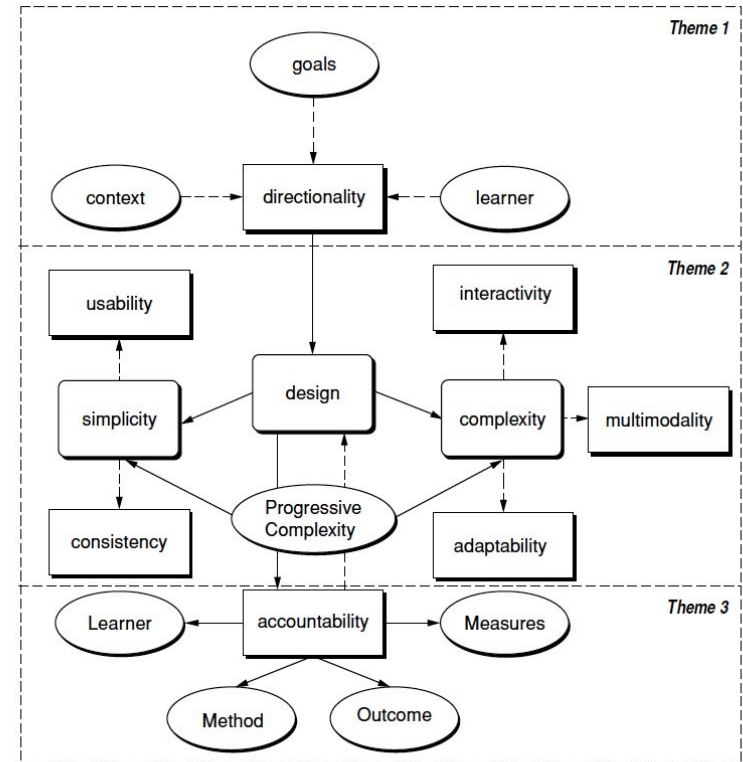 Theme 1
goals
context
directionality
learner
Theme 2
usability
interactivity
design
simplicity
complexity
multimodality
Progressive
Complexity
consistency
adaptability
Theme 3
Learner
accountability
Measures
Method
Outcome